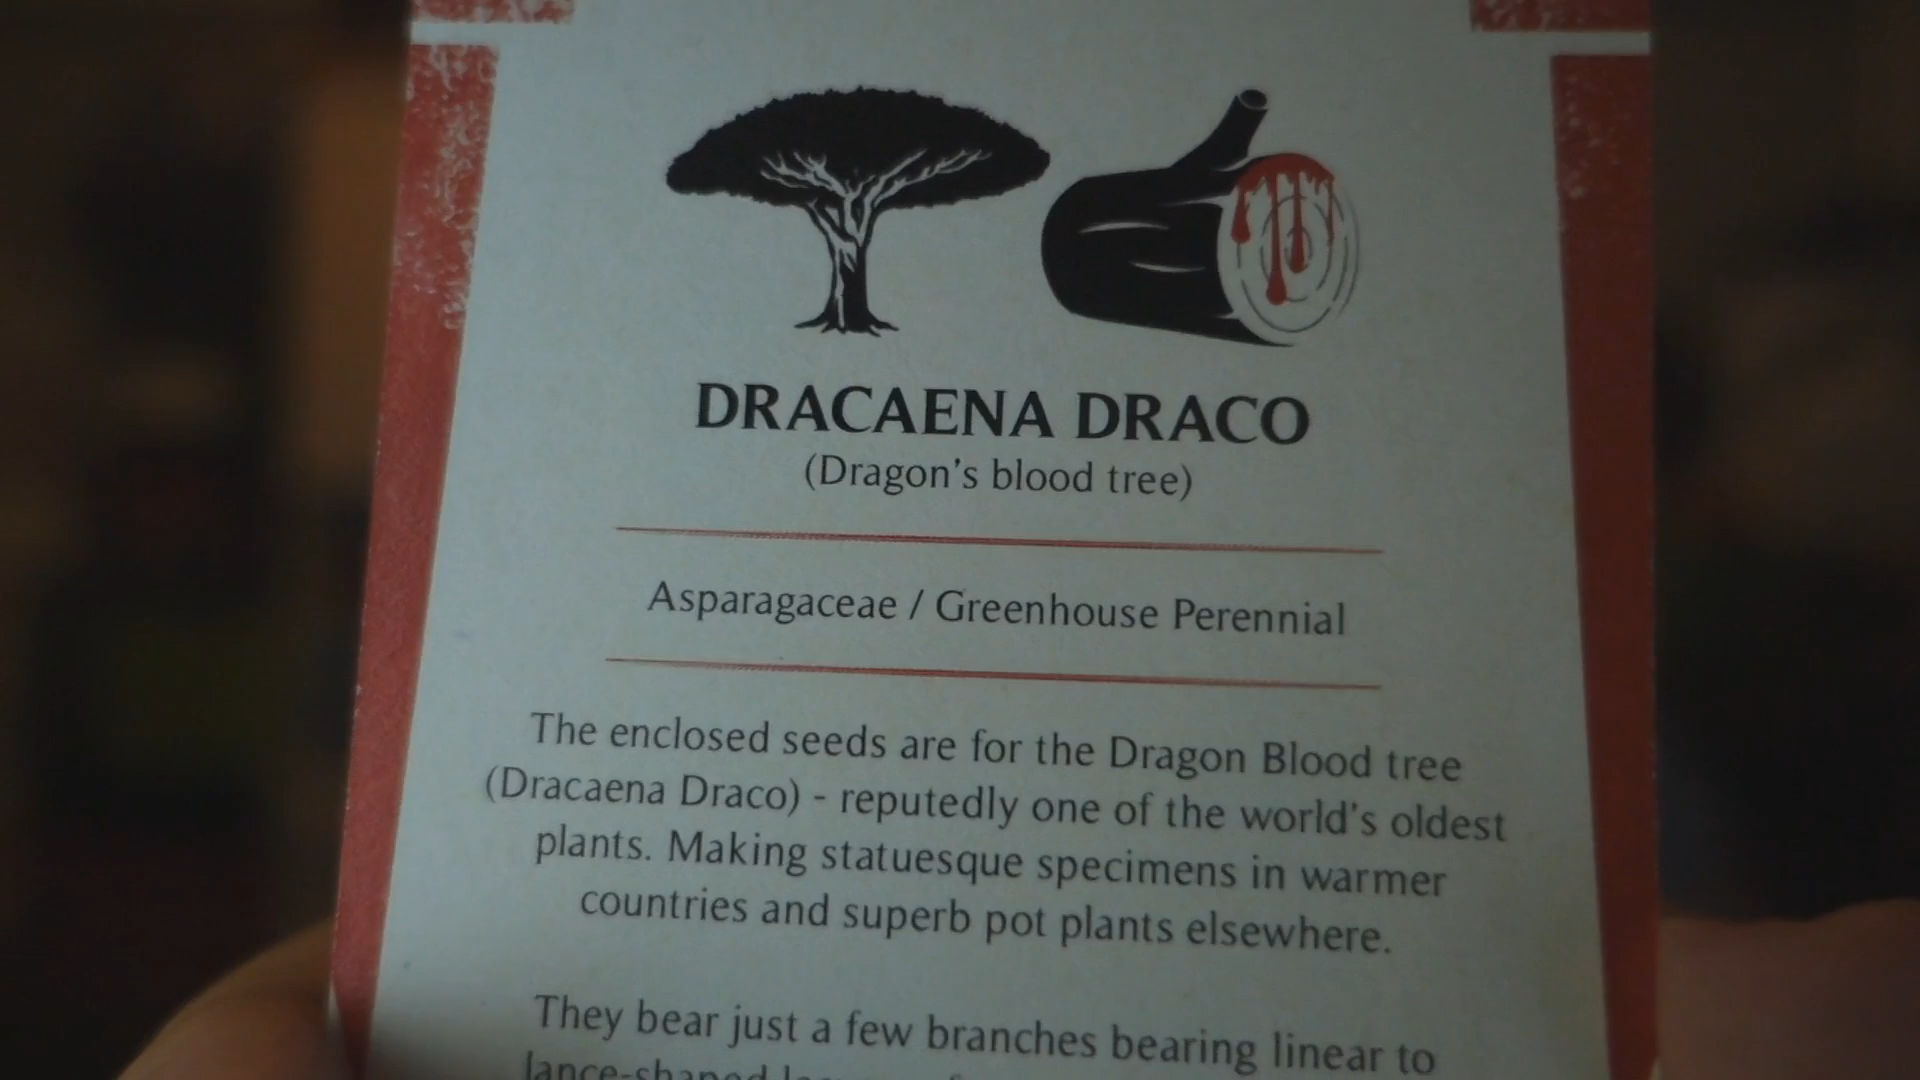 DRACAENA DRACO
(Dragon's blood tree)
Asparagaceae / Greenhouse Perennial
The enclosed seeds are for the Dragon Blood tree
(Dracaena Draco) - reputedly one of the world's oldest
plants. Making statuesque specimens in warmer
countries and superb pot plants elsewhere.
They bear just a few branches bearing linear to
lance-shaped